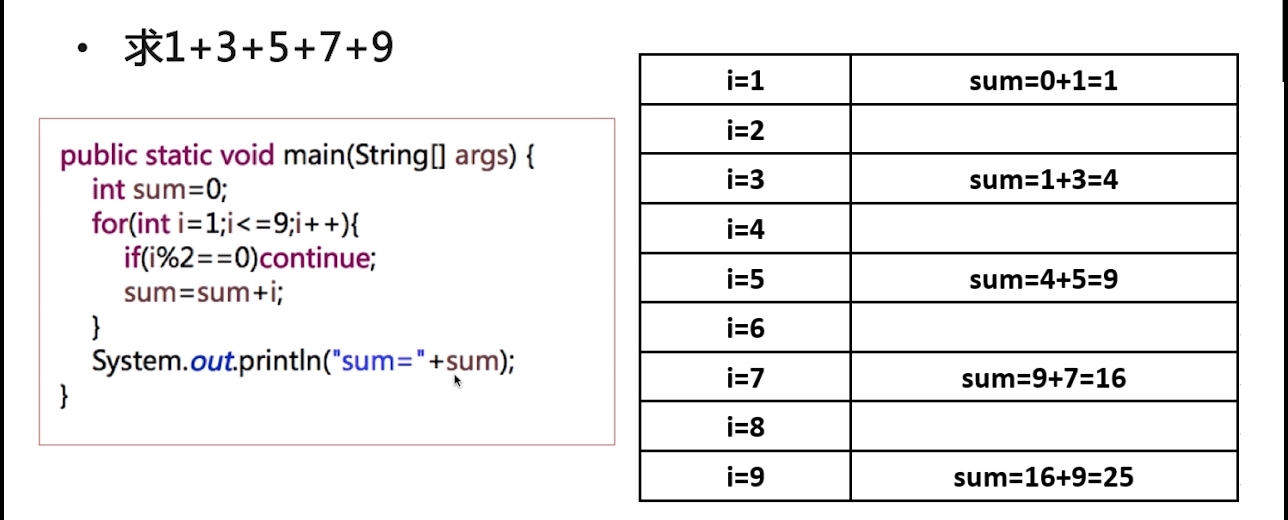 • 求1+3+5+7+9
public static void main(String[] args) {
int sum=0;
for(int i=1;i<=9;i++){
if(i%2==0)continue;
sum=sum+i;
}
System.out.println("sum="+sum);
}
i=1 sum=0+1=1
i=2
i=3 sum=1+3=4
i=4
i=5 sum=4+5=9
i=6
i=7 sum=9+7=16
i=8
i=9 sum=16+9=25